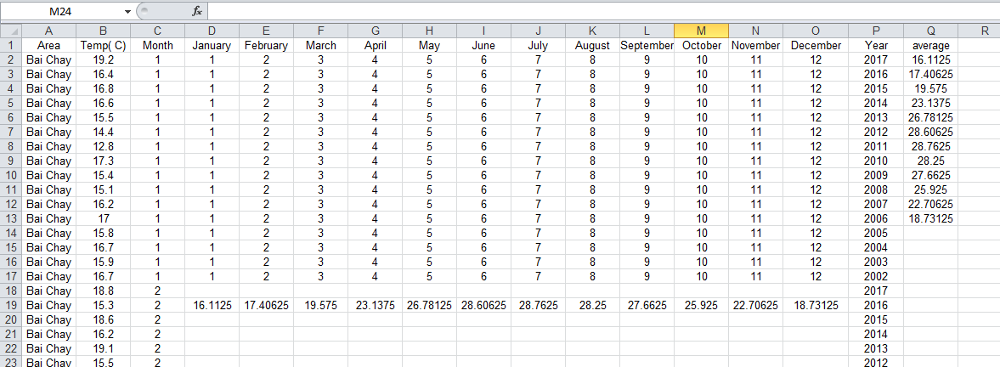 M24 fx
A B C D E F G H I J K L M N O P Q R
1 Area Temp( C) Month January February March April May June July August September October November December Year average
2 Bai Chay 19.2 1 1 2 3 4 5 6 7 8 9 10 11 12 2017 16.1125
3 Bai Chay 16.4 1 1 2 3 4 5 6 7 8 9 10 11 12 2016 17.40625
4 Bai Chay 16.8 1 1 2 3 4 5 6 7 8 9 10 11 12 2015 19.575
5 Bai Chay 16.6 1 1 2 3 4 5 6 7 8 9 10 11 12 2014 23.1375
6 Bai Chay 15.5 1 1 2 3 4 5 6 7 8 9 10 11 12 2013 26.78125
7 Bai Chay 14.4 1 1 2 3 4 5 6 7 8 9 10 11 12 2012 28.60625
8 Bai Chay 12.8 1 1 2 3 4 5 6 7 8 9 10 11 12 2011 28.7625
9 Bai Chay 17.3 1 1 2 3 4 5 6 7 8 9 10 11 12 2010 28.25
10 Bai Chay 15.4 1 1 2 3 4 5 6 7 8 9 10 11 12 2009 27.6625
11 Bai Chay 15.1 1 1 2 3 4 5 6 7 8 9 10 11 12 2008 25.925
12 Bai Chay 16.2 1 1 2 3 4 5 6 7 8 9 10 11 12 2007 22.70625
13 Bai Chay 17 1 1 2 3 4 5 6 7 8 9 10 11 12 2006 18.73125
14 Bai Chay 15.8 1 1 2 3 4 5 6 7 8 9 10 11 12 2005
15 Bai Chay 16.7 1 1 2 3 4 5 6 7 8 9 10 11 12 2004
16 Bai Chay 15.9 1 1 2 3 4 5 6 7 8 9 10 11 12 2003
17 Bai Chay 16.7 1 1 2 3 4 5 6 7 8 9 10 11 12 2002
18 Bai Chay 18.8 2 2017
19 Bai Chay 15.3 2 16.1125 17.40625 19.575 23.1375 26.78125 28.60625 28.7625 28.25 27.6625 25.925 22.70625 18.73125 2016
20 Bai Chay 18.6 2 2015
21 Bai Chay 16.2 2 2014
22 Bai Chay 19.1 2 2013
23 Bai Chay 15.5 2 2012